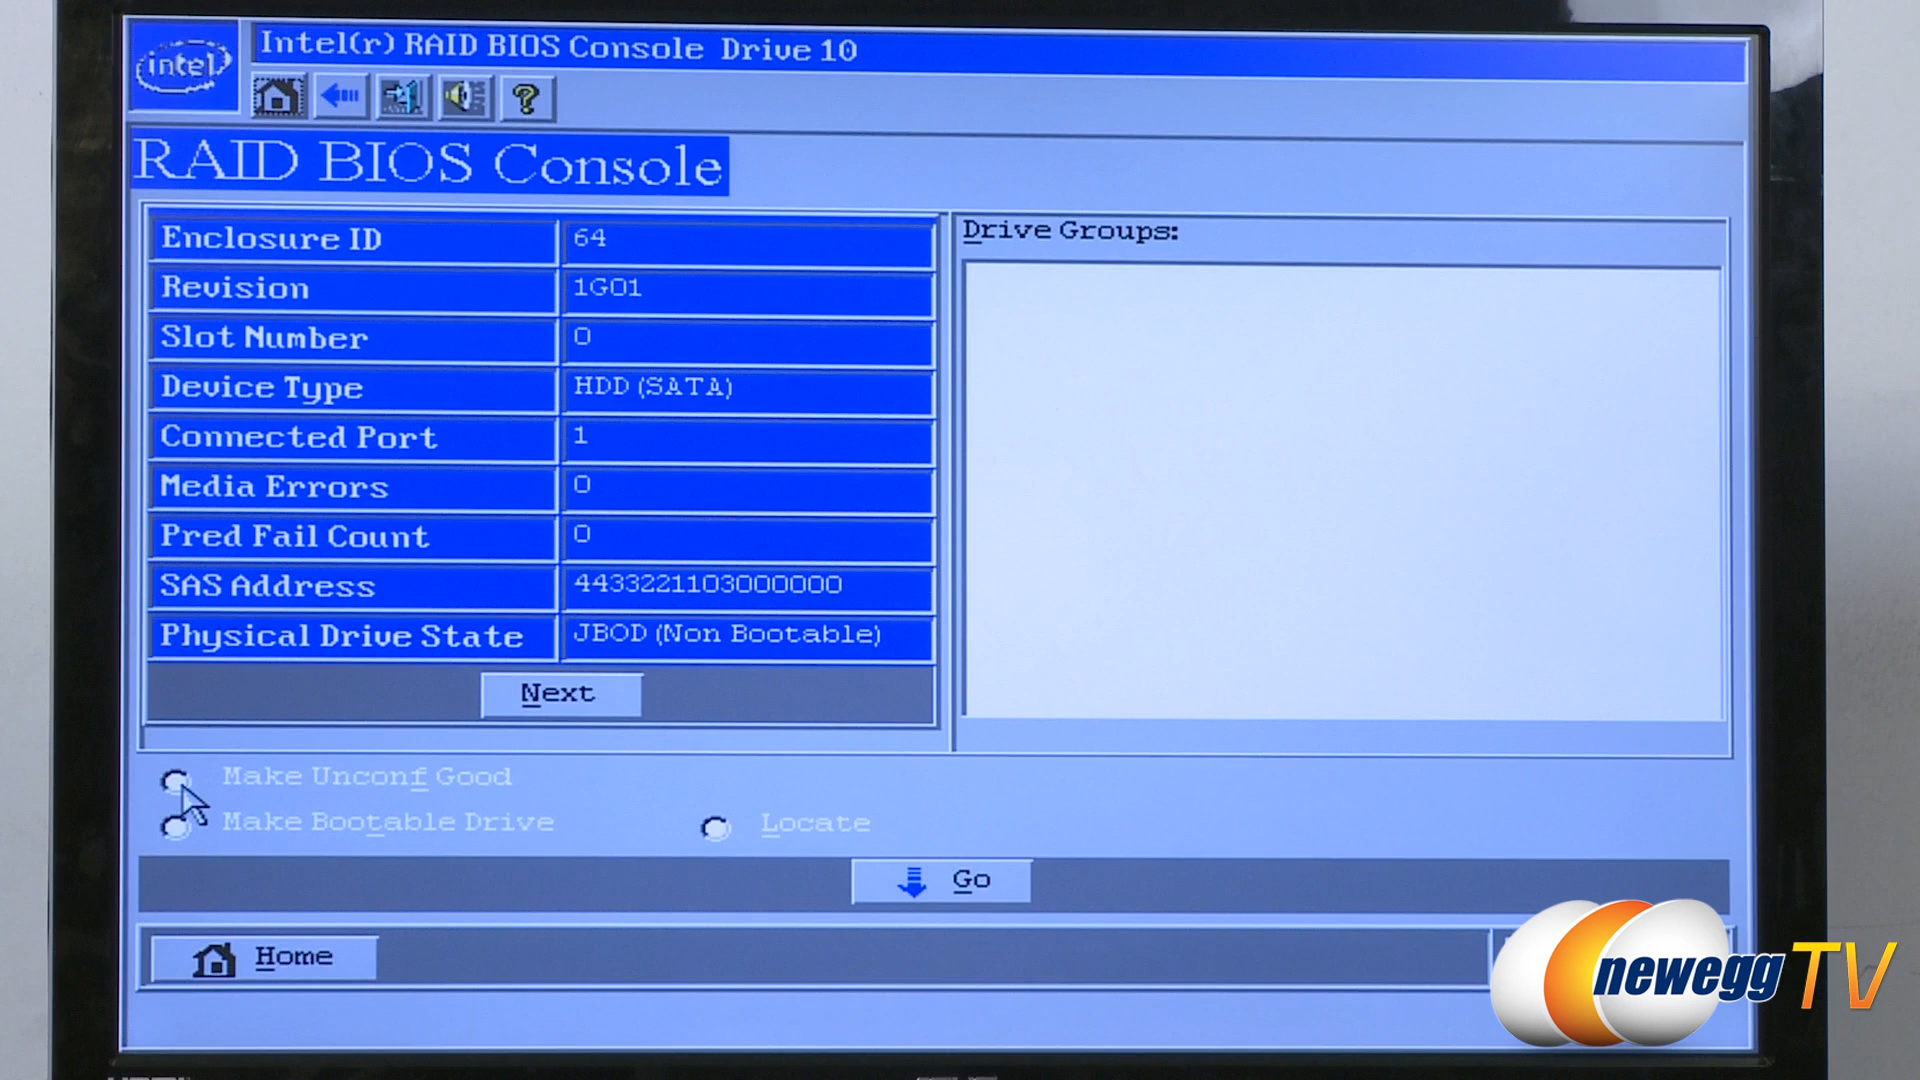 intel
Intel(r) RAID BIOS Console Drive 10
?
RAID BIOS Console
Enclosure ID 64
Revision 1G01
Slot Number 0
Device Type HDD (SATA)
Connected Port 1
Media Errors 0
Pred Fail Count 0
SAS Address 4433221103000000
Physical Drive State JBOD (Non Bootable)
Next
Drive Groups:
Make Unconf Good
Make Bootable Drive
Locate
Go
Home
newegg TV